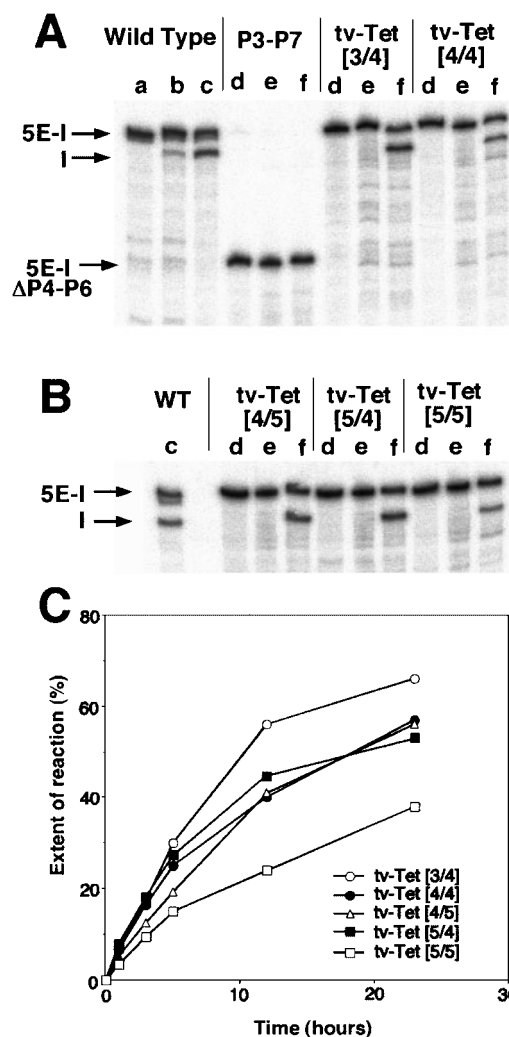 A
Wild Type P3-P7 tv-Tet [3/4] tv-Tet [4/4]
a b c d e f d e f d e f
5E-I
I
5E-I
ΔP4-P6
B
WT tv-Tet [4/5] tv-Tet [5/4] tv-Tet [5/5]
c d e f d e f d e f
5E-I
I
C
80
60
40
20
0
Extent of reaction (%)
tv-Tet [3/4]
tv-Tet [4/4]
tv-Tet [4/5]
tv-Tet [5/4]
tv-Tet [5/5]
0 10 20 30
Time (hours)